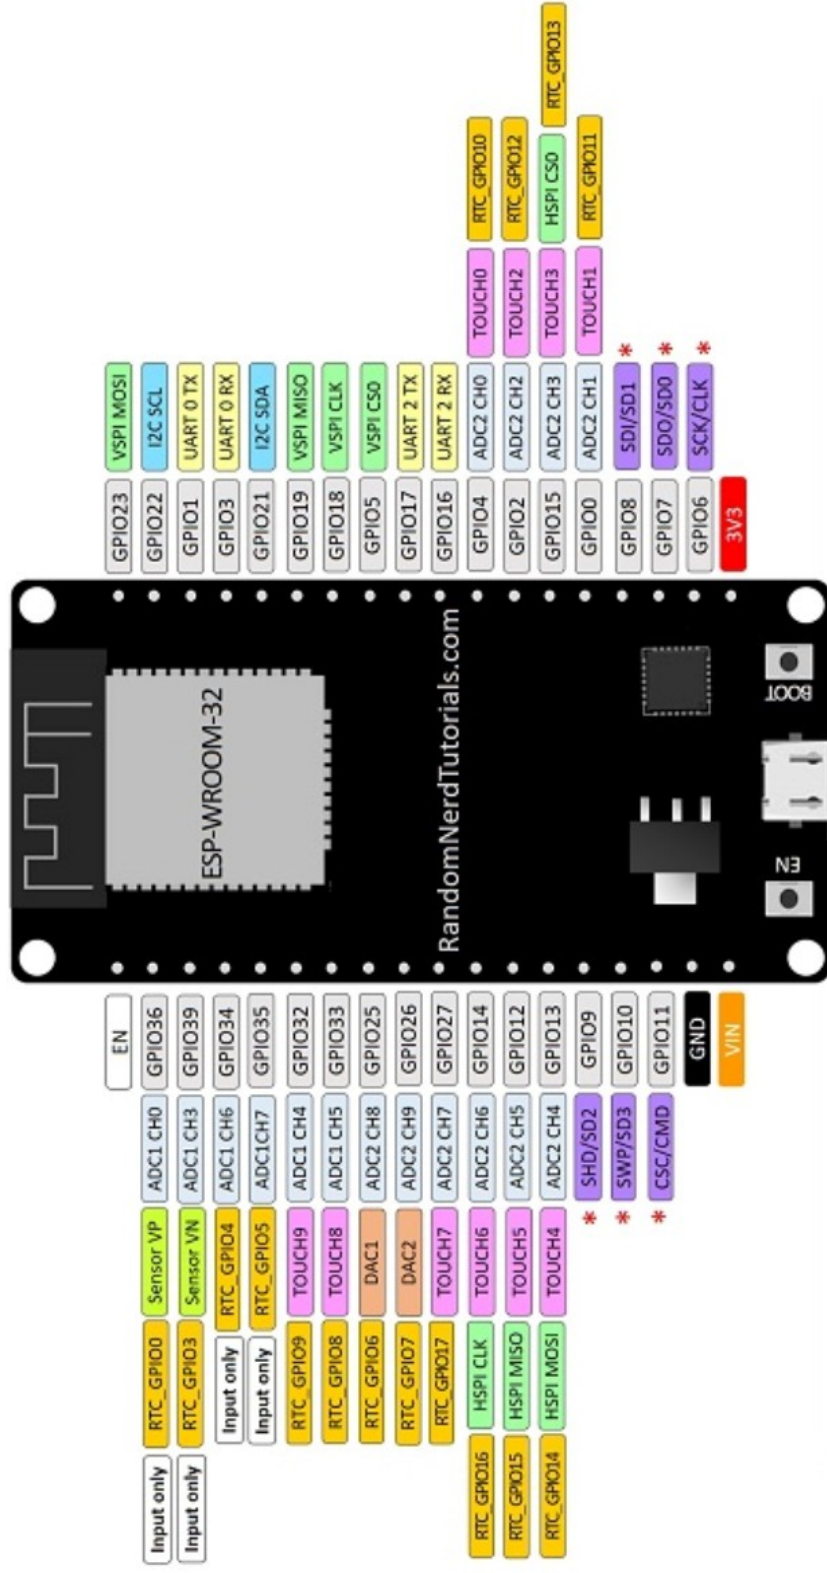 EN GPIO23 VSPI MOSI
Input only RTC_GPIO0 Sensor VP ADC1 CH0 GPIO36 GPIO22 I2C SCL
Input only RTC_GPIO3 Sensor VN ADC1 CH3 GPIO39 GPIO1 UART 0 TX
ESP-WROOM-32
Input only RTC_GPIO4 ADC1 CH6 GPIO34 GPIO3 UART 0 RX
Input only RTC_GPIO5 ADC1CH7 GPIO35 GPIO21 I2C SDA
RTC_GPIO9 TOUCH9 ADC1 CH4 GPIO32 GPIO19 VSPI MISO
RTC_GPIO8 TOUCH8 ADC1 CH5 GPIO33 GPIO18 VSPI CLK
RTC_GPIO6 DAC1 ADC2 CH8 GPIO25 GPIO5 VSPI CS0
RTC_GPIO7 DAC2 ADC2 CH9 GPIO26 GPIO17 UART 2 TX
RTC_GPIO17 TOUCH7 ADC2 CH7 GPIO27 GPIO16 UART 2 RX
RandomNerdTutorials.com
RTC_GPIO16 HSPI CLK TOUCH6 ADC2 CH6 GPIO14 GPIO4 ADC2 CH0 TOUCH0 RTC_GPIO10
RTC_GPIO15 HSPI MISO TOUCH5 ADC2 CH5 GPIO12 GPIO2 ADC2 CH2 TOUCH2 RTC_GPIO12
RTC_GPIO14 HSPI MOSI TOUCH4 ADC2 CH4 GPIO13 GPIO15 ADC2 CH3 TOUCH3 HSPI CS0 RTC_GPIO13
* SHD/SD2 GPIO9 GPIO0 ADC2 CH1 TOUCH1 RTC_GPIO11
* SWP/SD3 GPIO10 GPIO8 SDI/SD1 *
* CSC/CMD GPIO11 GPIO7 SDO/SD0 *
GND GPIO6 SCK/CLK *
VIN 3V3
EN BOOT